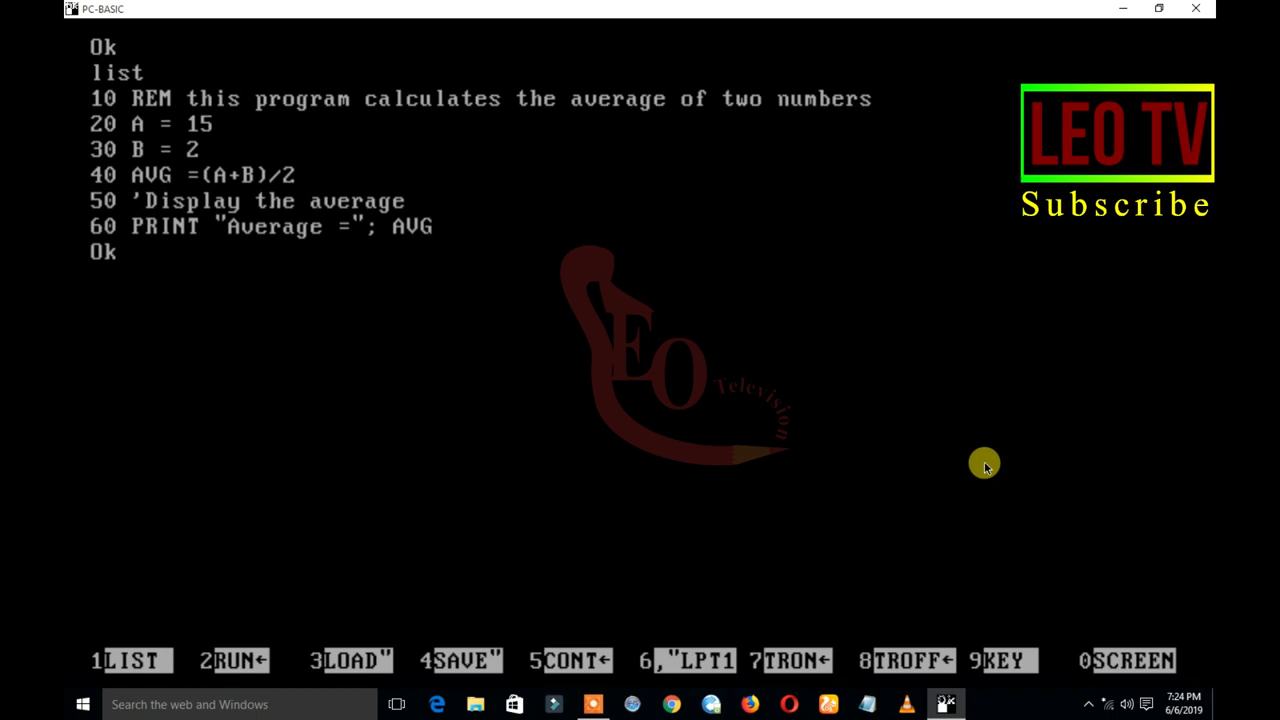 PC-BASIC
Ok
list
10 REM this program calculates the average of two numbers
20 A = 15
30 B = 2
40 AVG =(A+B)/2
50 'Display the average
60 PRINT "Average ="; AVG
Ok
LEO TV
Subscribe
LEO
Television
1LIST 2RUN← 3LOAD" 4SAVE" 5CONT← 6,"LPT1 7TRON← 8TROFF← 9KEY 0SCREEN
Search the web and Windows
7:24 PM
6/6/2019